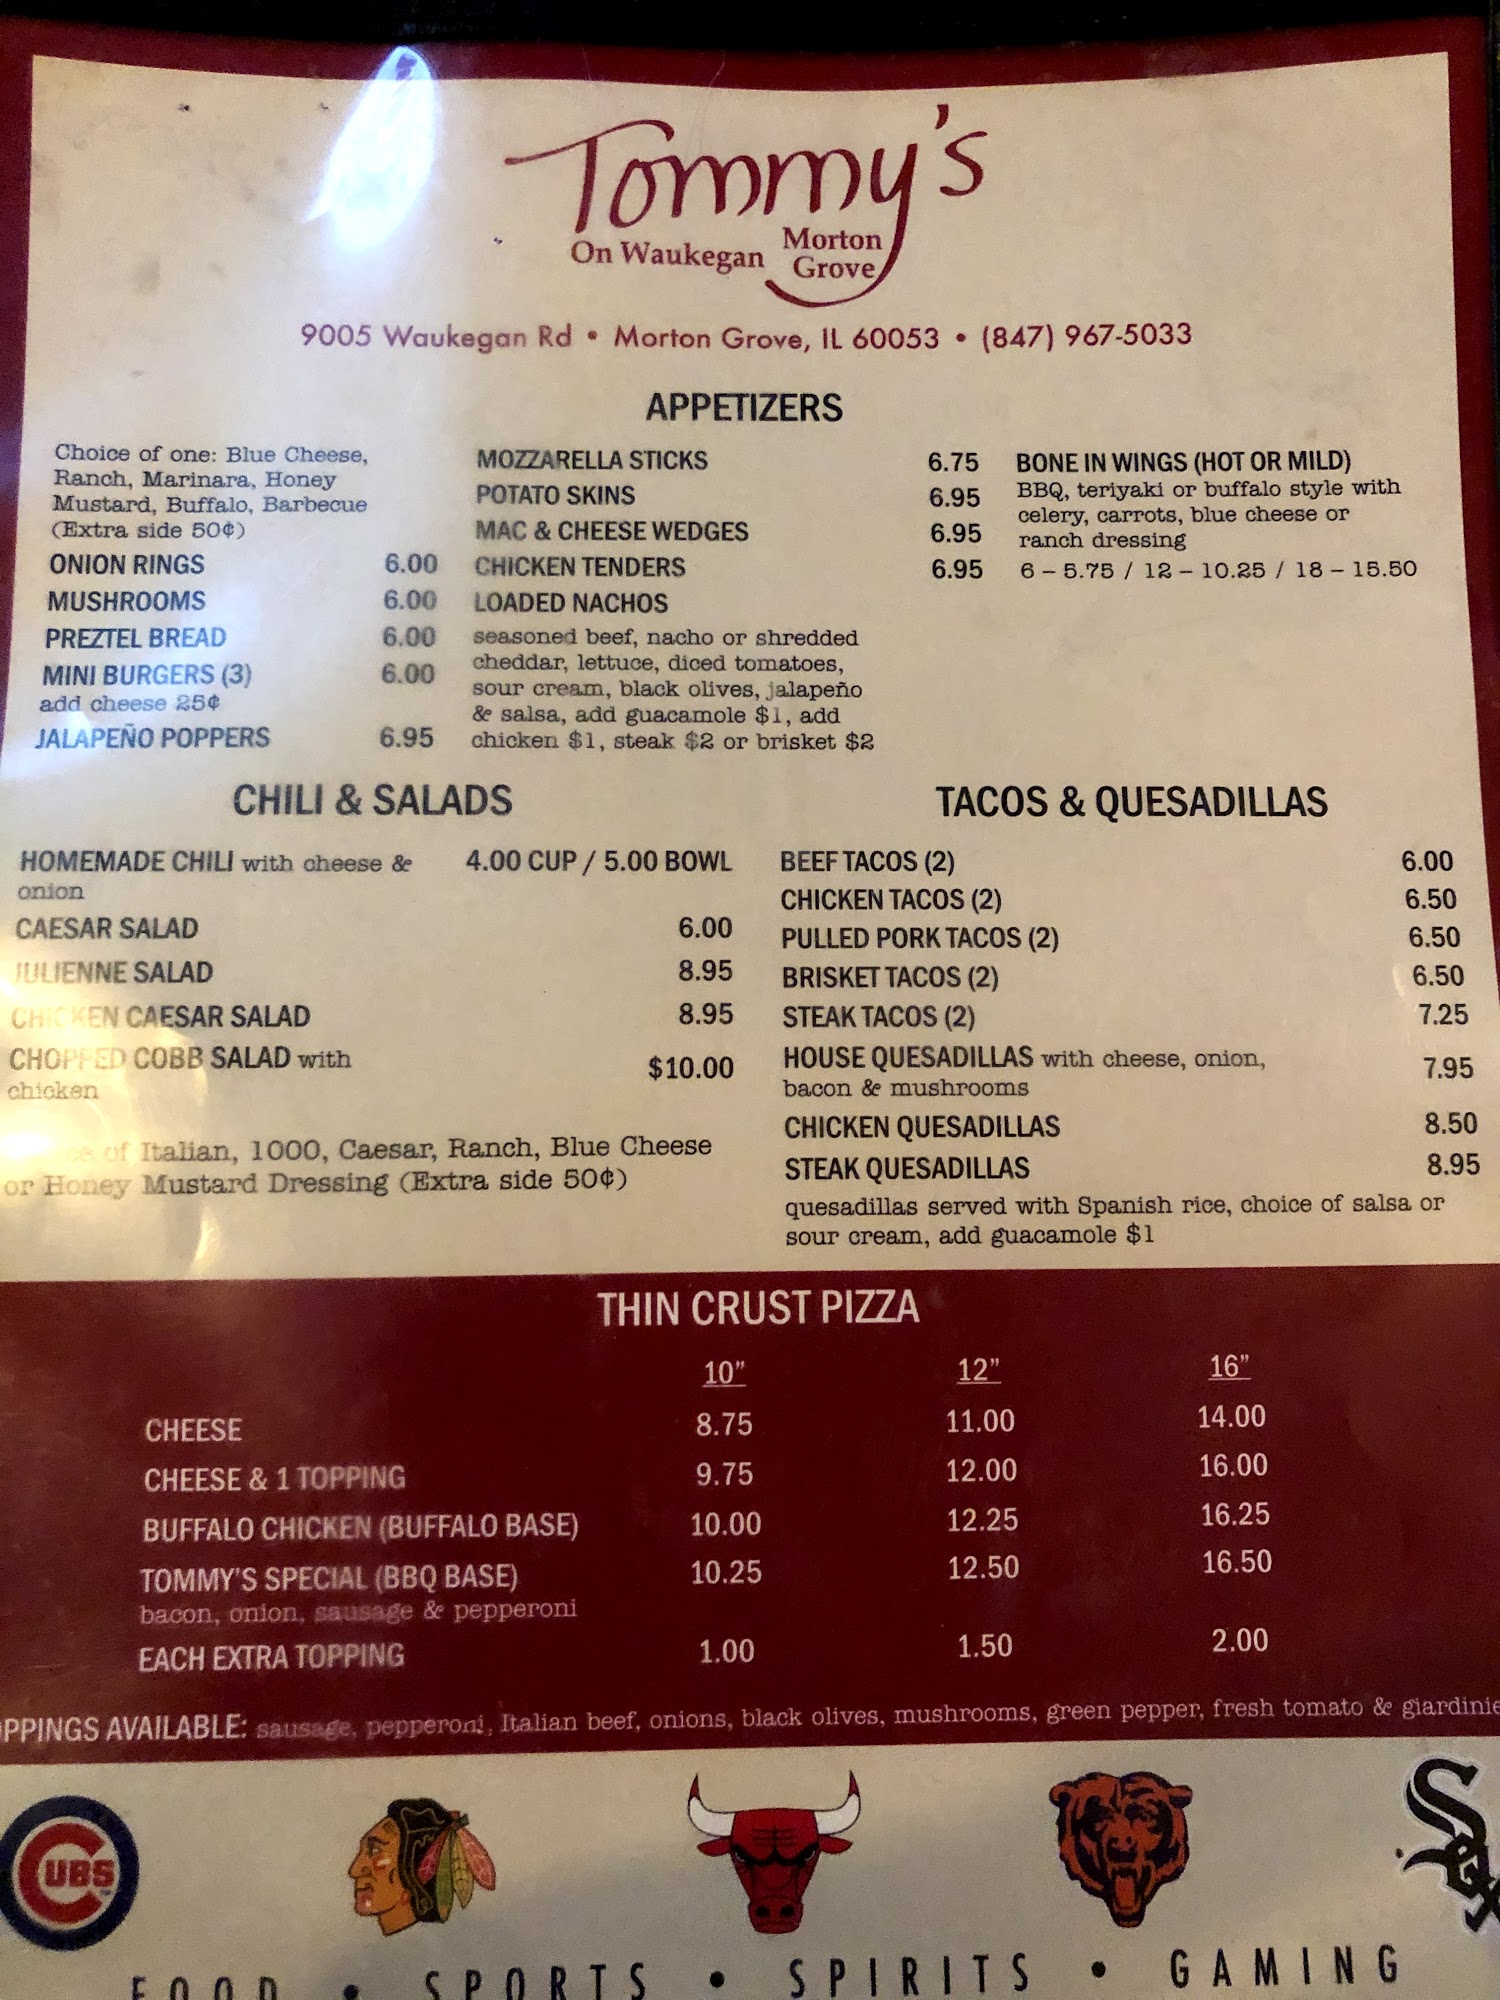 Tommy's
On Waukegan Morton Grove
9005 Waukegan Rd • Morton Grove, IL 60053 • (847) 967-5033
APPETIZERS
Choice of one: Blue Cheese,
Ranch, Marinara, Honey
Mustard, Buffalo, Barbecue
(Extra side 50¢)
ONION RINGS 6.00
MUSHROOMS 6.00
PREZTEL BREAD 6.00
MINI BURGERS (3) 6.00
add cheese 25¢
JALAPEÑO POPPERS 6.95
MOZZARELLA STICKS 6.75
POTATO SKINS 6.95
MAC & CHEESE WEDGES 6.95
CHICKEN TENDERS 6.95
LOADED NACHOS
seasoned beef, nacho or shredded
cheddar, lettuce, diced tomatoes,
sour cream, black olives, jalapeño
& salsa, add guacamole $1, add
chicken $1, steak $2 or brisket $2
BONE IN WINGS (HOT OR MILD)
BBQ, teriyaki or buffalo style with
celery, carrots, blue cheese or
ranch dressing
6 – 5.75 / 12 – 10.25 / 18 – 15.50
CHILI & SALADS
HOMEMADE CHILI with cheese & 4.00 CUP / 5.00 BOWL
onion
CAESAR SALAD 6.00
JULIENNE SALAD 8.95
CHICKEN CAESAR SALAD 8.95
CHOPPED COBB SALAD with $10.00
chicken
of Italian, 1000, Caesar, Ranch, Blue Cheese
or Honey Mustard Dressing (Extra side 50¢)
TACOS & QUESADILLAS
BEEF TACOS (2) 6.00
CHICKEN TACOS (2) 6.50
PULLED PORK TACOS (2) 6.50
BRISKET TACOS (2) 6.50
STEAK TACOS (2) 7.25
HOUSE QUESADILLAS with cheese, onion, 7.95
bacon & mushrooms
CHICKEN QUESADILLAS 8.50
STEAK QUESADILLAS 8.95
quesadillas served with Spanish rice, choice of salsa or
sour cream, add guacamole $1
THIN CRUST PIZZA
10" 12" 16"
CHEESE 8.75 11.00 14.00
CHEESE & 1 TOPPING 9.75 12.00 16.00
BUFFALO CHICKEN (BUFFALO BASE) 10.00 12.25 16.25
TOMMY'S SPECIAL (BBQ BASE) 10.25 12.50 16.50
bacon, onion, sausage & pepperoni
EACH EXTRA TOPPING 1.00 1.50 2.00
OPPINGS AVAILABLE: sausage, pepperoni, Italian beef, onions, black olives, mushrooms, green pepper, fresh tomato & giardinie
CUBS
Sox
FOOD • SPORTS • SPIRITS • GAMING